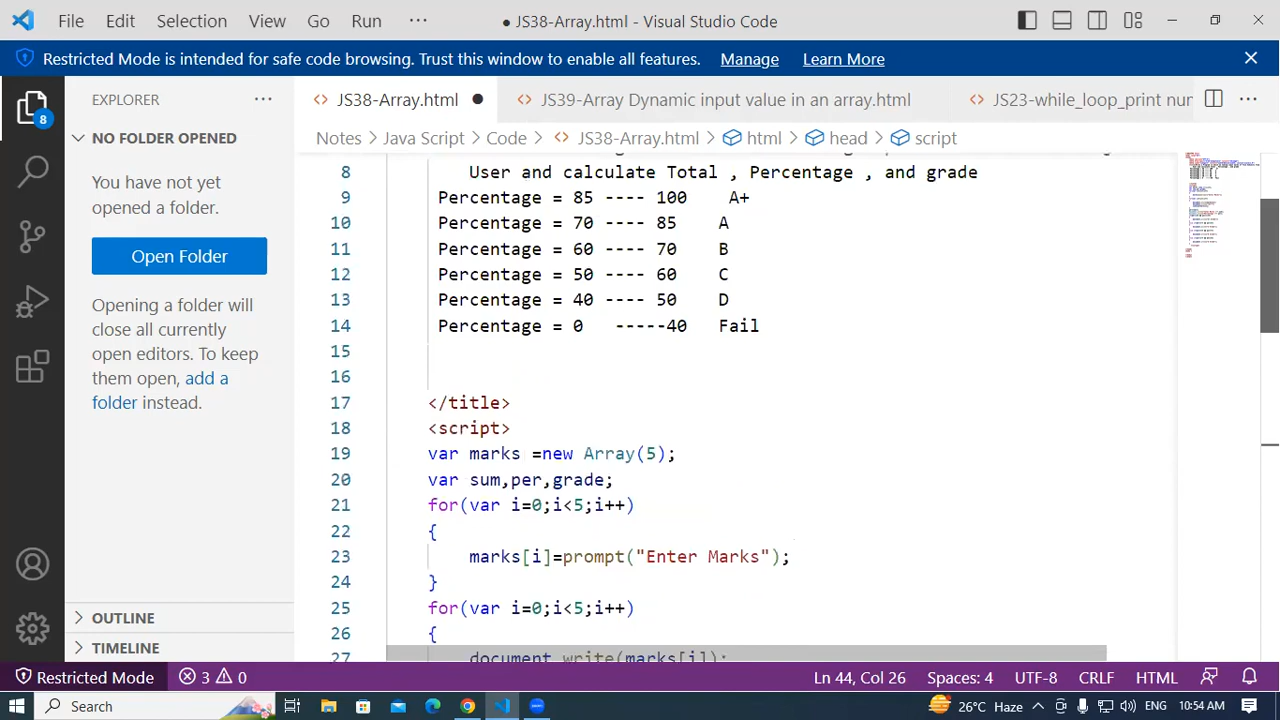 File Edit Selection View Go Run ··· ● JS38-Array.html - Visual Studio Code
Restricted Mode is intended for safe code browsing. Trust this window to enable all features. Manage Learn More
EXPLORER ··· JS38-Array.html ● JS39-Array Dynamic input value in an array.html JS23-while_loop_print nun ···
8
NO FOLDER OPENED
Notes > Java Script > Code > JS38-Array.html > html > head > script
You have not yet
opened a folder.
Open Folder
Opening a folder will
close all currently
open editors. To keep
them open, add a
folder instead.
8 User and calculate Total , Percentage , and grade
9 Percentage = 85 ---- 100 A+
10 Percentage = 70 ---- 85 A
11 Percentage = 60 ---- 70 B
12 Percentage = 50 ---- 60 C
13 Percentage = 40 ---- 50 D
14 Percentage = 0 -----40 Fail
15
16
17 </title>
18 <script>
19 var marks =new Array(5);
20 var sum,per,grade;
21 for(var i=0;i<5;i++)
22 {
23 marks[i]=prompt("Enter Marks");
24 }
25 for(var i=0;i<5;i++)
26 {
27 document.write(marks[i]);
OUTLINE
TIMELINE
Restricted Mode 3 0 Ln 44, Col 26 Spaces: 4 UTF-8 CRLF HTML
Search 26°C Haze ENG 10:54 AM